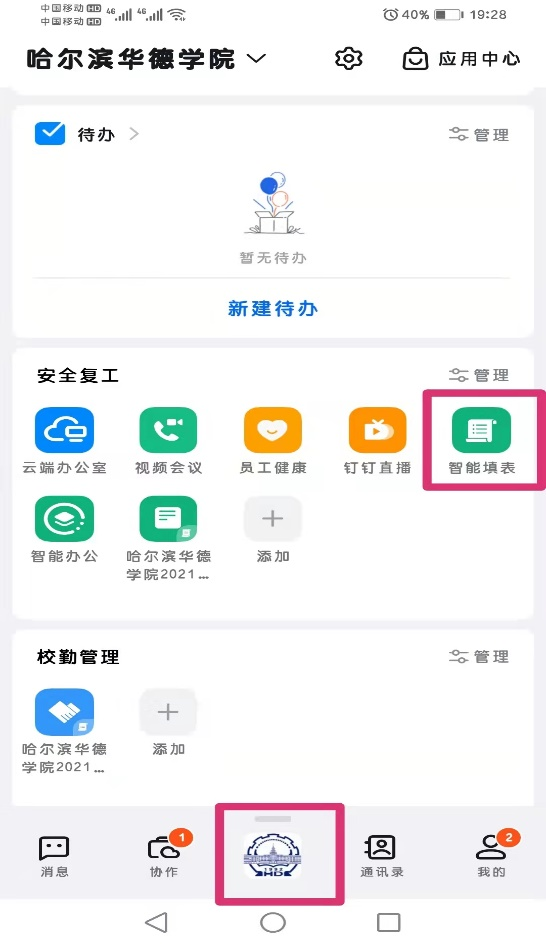 中国移动 HD 4G 4G 40% 19:28
中国移动 HD
哈尔滨华德学院 应用中心
待办 管理
暂无待办
新建待办
安全复工 管理
云端办公室 视频会议 员工健康 钉钉直播 智能填表
智能办公 哈尔滨华德 添加
学院2021...
校勤管理 管理
哈尔滨华德 添加
学院2021...
1 2
消息 协作 HD 通讯录 我的